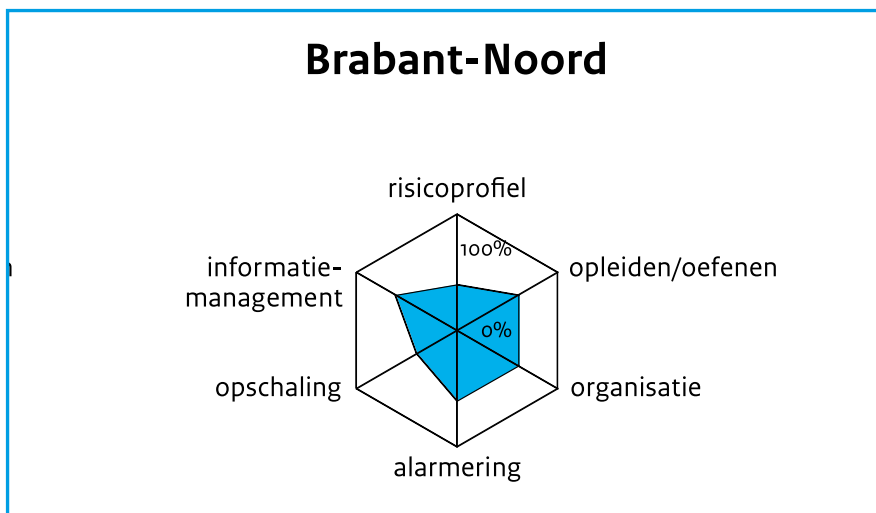 Brabant-Noord
risicoprofiel
100%
informatie-
management
opleiden/oefenen
0%
opschaling
organisatie
alarmering